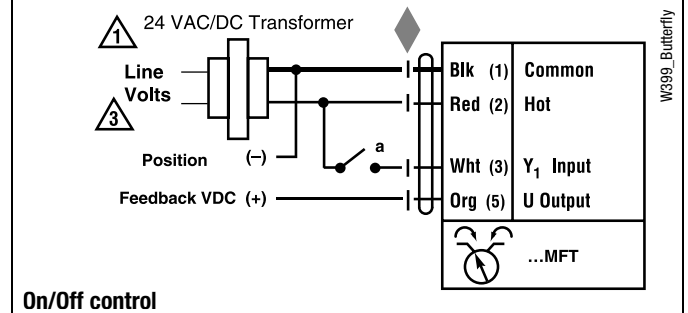 1 24 VAC/DC Transformer
Line
Volts
3
Position (–)
Feedback VDC (+)
a
Blk (1) Common
Red (2) Hot
Wht (3) Y₁ Input
Org (5) U Output
...MFT
W399_Butterfly
On/Off control